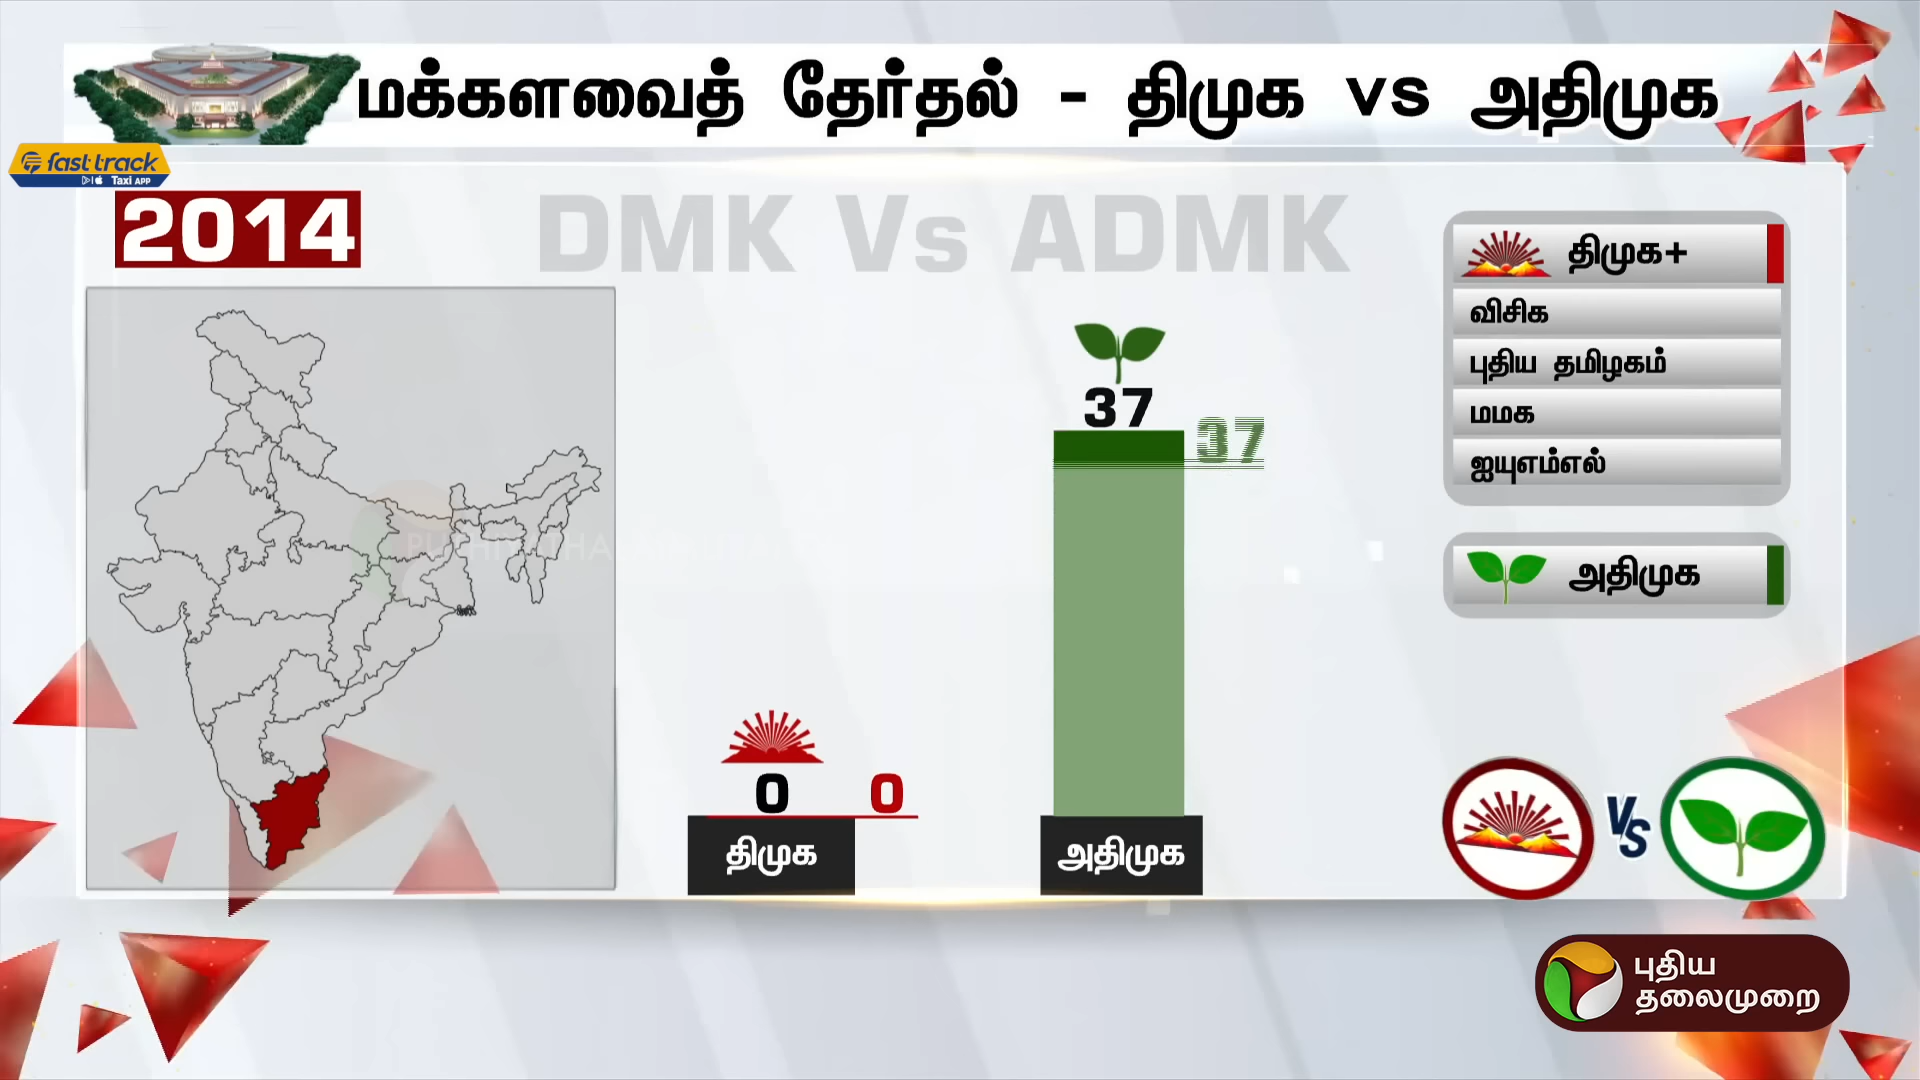 மக்களவைத் தேர்தல் - திமுக vs அதிமுக
fast track
Taxi APP
2014
DMK Vs ADMK
திமுக+
விசிக
புதிய தமிழகம்
மமக
ஐயுஎம்எல்
37
37
அதிமுக
0
0
திமுக
அதிமுக
VS
புதிய
தலைமுறை